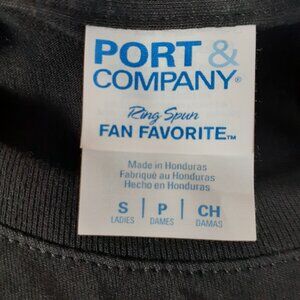 PORT &
COMPANY®
Ring Spun
FAN FAVORITE™
Made in Honduras
Fabriqué au Honduras
Hecho en Honduras
S | P | CH
LADIES DAMES DAMAS